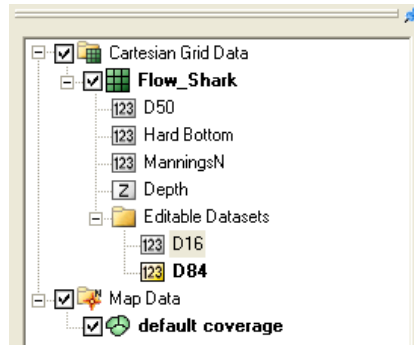 Cartesian Grid Data
Flow_Shark
123 D50
123 Hard Bottom
123 ManningsN
Z Depth
Editable Datasets
123 D16
123 D84
Map Data
default coverage